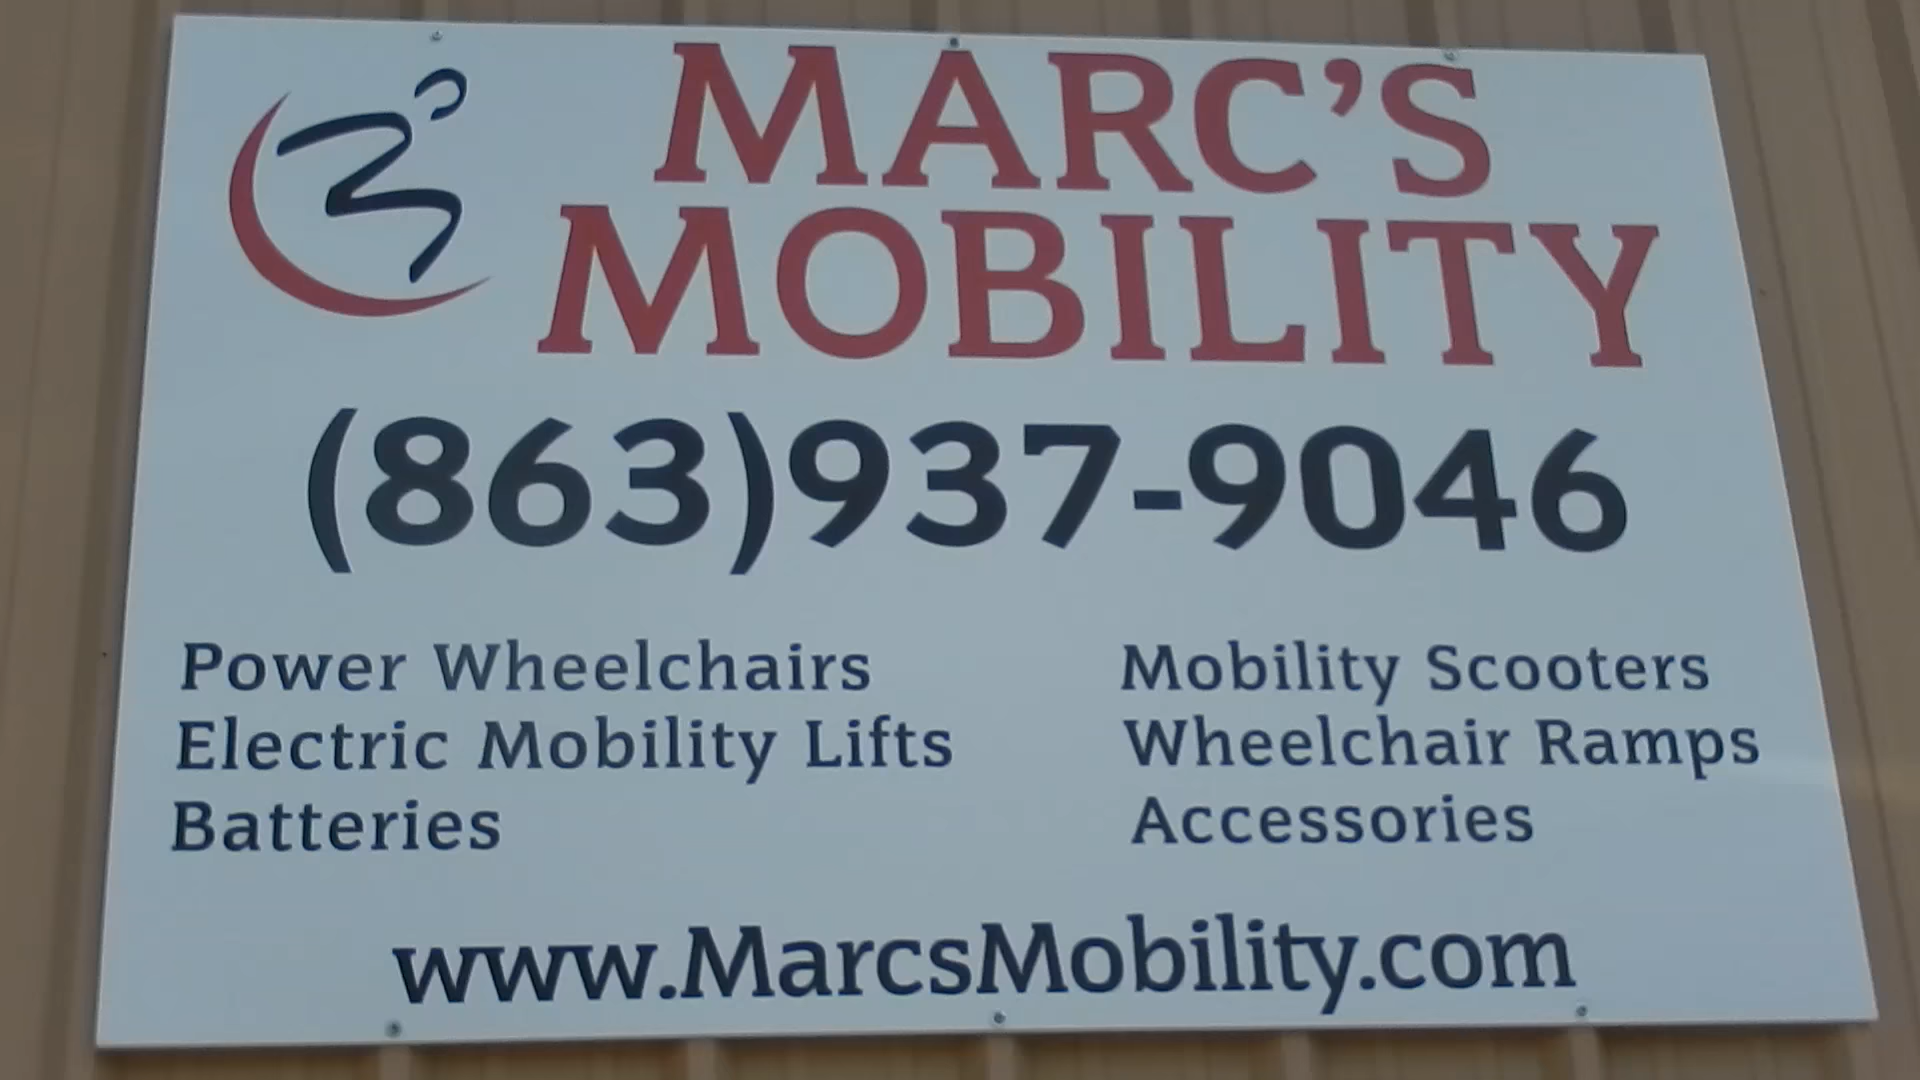 MARC'S
MOBILITY
(863)937-9046
Power Wheelchairs
Electric Mobility Lifts
Batteries
Mobility Scooters
Wheelchair Ramps
Accessories
www.MarcsMobility.com